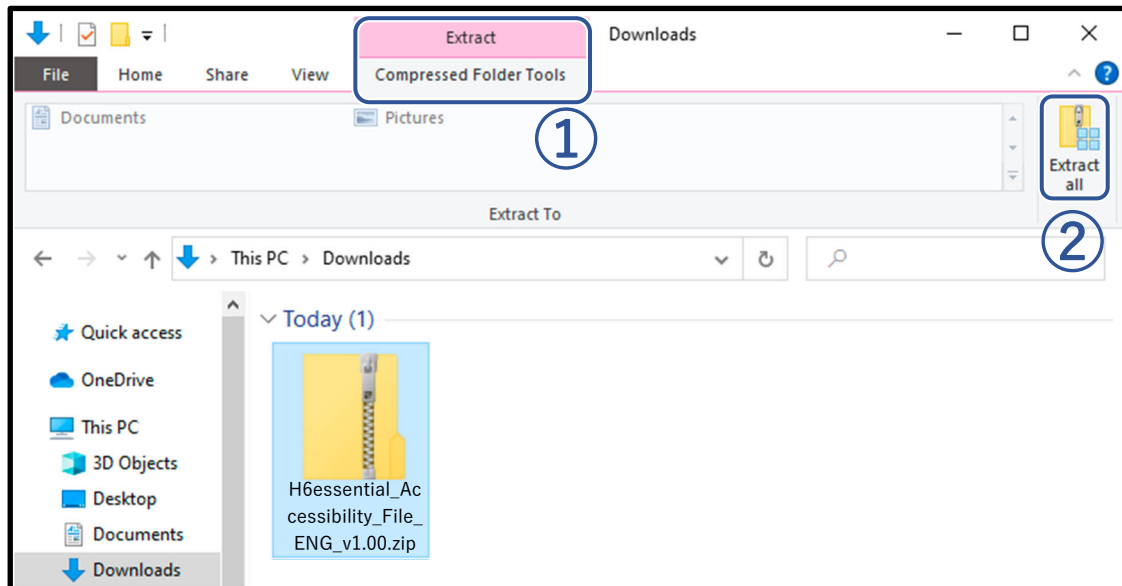 Extract
Downloads
File Home Share View Compressed Folder Tools
①
Documents
Pictures
Extract
all
Extract To
②
This PC > Downloads
Quick access
OneDrive
This PC
3D Objects
Desktop
Documents
Downloads
Today (1)
H6essential_Ac
cessibility_File_
ENG_v1.00.zip